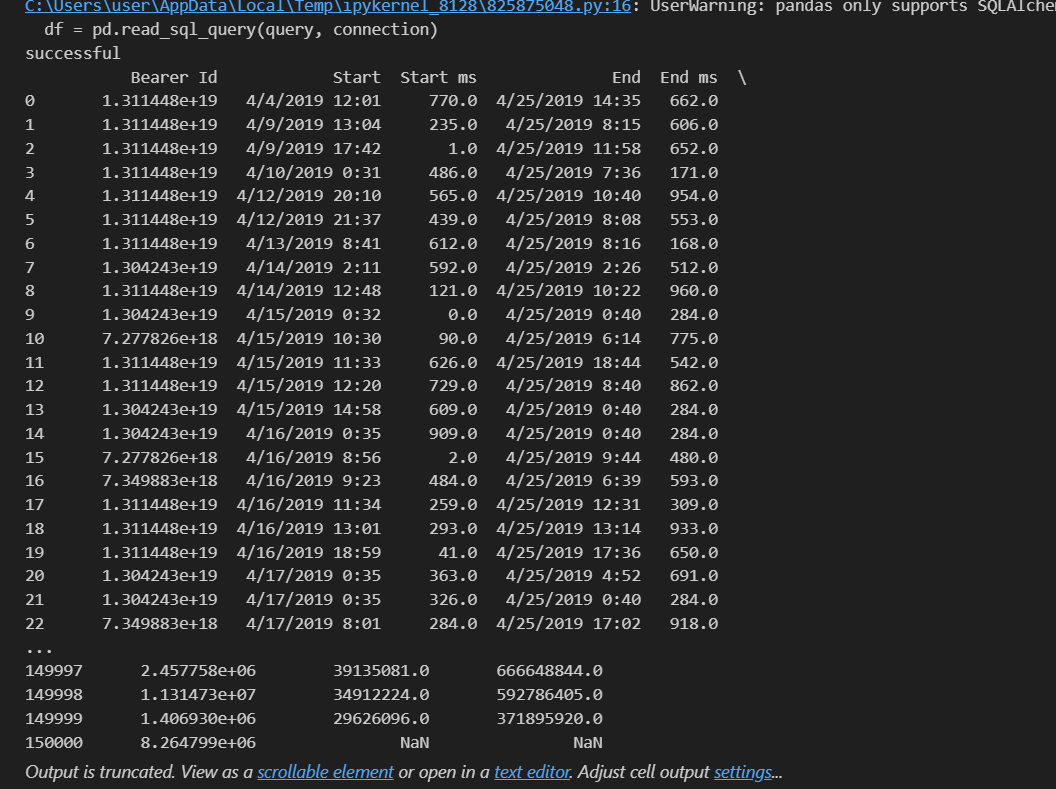 C:\Users\user\AppData\Local\Temp\ipykernel_8128\825875048.py:16: UserWarning: pandas only supports SQLAlchem
df = pd.read_sql_query(query, connection)
successful
Bearer Id Start Start ms End End ms \
0 1.311448e+19 4/4/2019 12:01 770.0 4/25/2019 14:35 662.0
1 1.311448e+19 4/9/2019 13:04 235.0 4/25/2019 8:15 606.0
2 1.311448e+19 4/9/2019 17:42 1.0 4/25/2019 11:58 652.0
3 1.311448e+19 4/10/2019 0:31 486.0 4/25/2019 7:36 171.0
4 1.311448e+19 4/12/2019 20:10 565.0 4/25/2019 10:40 954.0
5 1.311448e+19 4/12/2019 21:37 439.0 4/25/2019 8:08 553.0
6 1.311448e+19 4/13/2019 8:41 612.0 4/25/2019 8:16 168.0
7 1.304243e+19 4/14/2019 2:11 592.0 4/25/2019 2:26 512.0
8 1.311448e+19 4/14/2019 12:48 121.0 4/25/2019 10:22 960.0
9 1.304243e+19 4/15/2019 0:32 0.0 4/25/2019 0:40 284.0
10 7.277826e+18 4/15/2019 10:30 90.0 4/25/2019 6:14 775.0
11 1.311448e+19 4/15/2019 11:33 626.0 4/25/2019 18:44 542.0
12 1.311448e+19 4/15/2019 12:20 729.0 4/25/2019 8:40 862.0
13 1.304243e+19 4/15/2019 14:58 609.0 4/25/2019 0:40 284.0
14 1.304243e+19 4/16/2019 0:35 909.0 4/25/2019 0:40 284.0
15 7.277826e+18 4/16/2019 8:56 2.0 4/25/2019 9:44 480.0
16 7.349883e+18 4/16/2019 9:23 484.0 4/25/2019 6:39 593.0
17 1.311448e+19 4/16/2019 11:34 259.0 4/25/2019 12:31 309.0
18 1.311448e+19 4/16/2019 13:01 293.0 4/25/2019 13:14 933.0
19 1.311448e+19 4/16/2019 18:59 41.0 4/25/2019 17:36 650.0
20 1.304243e+19 4/17/2019 0:35 363.0 4/25/2019 4:52 691.0
21 1.304243e+19 4/17/2019 0:35 326.0 4/25/2019 0:40 284.0
22 7.349883e+18 4/17/2019 8:01 284.0 4/25/2019 17:02 918.0
...
149997 2.457758e+06 39135081.0 666648844.0
149998 1.131473e+07 34912224.0 592786405.0
149999 1.406930e+06 29626096.0 371895920.0
150000 8.264799e+06 NaN NaN
Output is truncated. View as a scrollable element or open in a text editor. Adjust cell output settings...